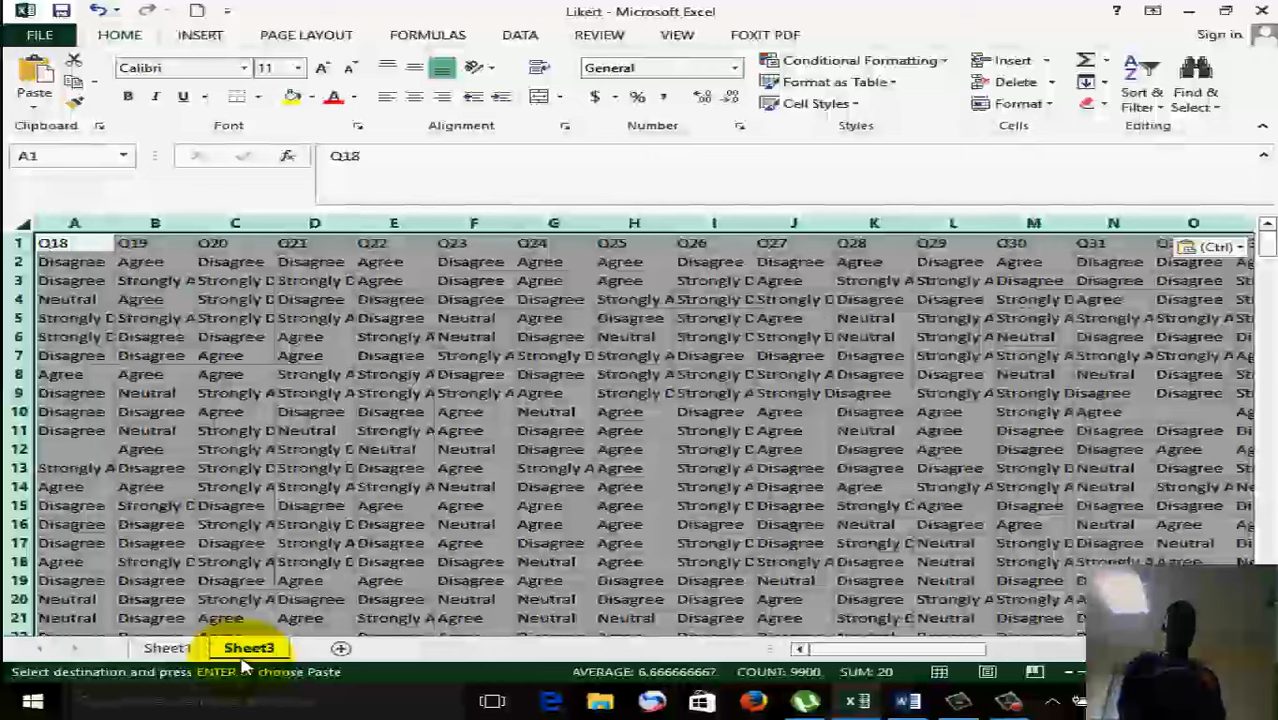 Likert - Microsoft Excel
FILE HOME INSERT PAGE LAYOUT FORMULAS DATA REVIEW VIEW FOXIT PDF Sign in
Calibri 11 General Conditional Formatting Insert
Paste B I U $ % , Format as Table Delete Sort & Find &
Cell Styles Format Filter Select
Clipboard Font Alignment Number Styles Cells Editing
A1 fx Q18
A B C D E F G H I J K L M N O
1 Q18 Q19 Q20 Q21 Q22 Q23 Q24 Q25 Q26 Q27 Q28 Q29 Q30 Q31 (Ctrl)
2 Disagree Agree Disagree Disagree Agree Disagree Agree Agree Disagree Disagree Agree Disagree Disagree Disagree Disagree
3 Disagree Strongly A Strongly D Strongly D Agree Disagree Disagree Strongly A Strongly D Strongly D Agree Strongly A Disagree Disagree Disagree
4 Neutral Agree Strongly D Disagree Disagree Disagree Disagree Strongly A Strongly D Strongly D Disagree Disagree Strongly D Agree Disagree
5 Strongly D Strongly A Strongly D Strongly A Disagree Neutral Agree Disagree Strongly A Agree Neutral Strongly A Strongly A Strongly A Strongly D
6 Strongly D Disagree Disagree Agree Strongly A Neutral Disagree Neutral Strongly A Disagree Disagree Strongly A Neutral Disagree Disagree
7 Disagree Disagree Agree Agree Disagree Strongly A Strongly D Strongly A Disagree Disagree Disagree Disagree Strongly A Strongly A Strongly D
8 Agree Agree Agree Strongly A Strongly A Disagree Agree Agree Strongly A Strongly A Disagree Disagree Neutral Neutral Disagree
9 Disagree Neutral Disagree Strongly A Strongly A Strongly A Agree Strongly D Strongly D Strongly Disagree Agree Strongly Disagree Disagree
10 Disagree Disagree Agree Disagree Disagree Agree Neutral Agree Disagree Agree Disagree Agree Strongly A Agree
11 Disagree Neutral Strongly D Neutral Strongly A Agree Disagree Agree Strongly A Disagree Neutral Agree Strongly A Disagree Disagree
12 Agree Strongly D Strongly A Neutral Neutral Agree Agree Strongly A Strongly D Disagree Agree Strongly A Disagree Disagree
13 Strongly A Disagree Strongly D Strongly A Disagree Agree Strongly A Agree Strongly A Disagree Disagree Disagree Strongly A Neutral Disagree
14 Agree Agree Strongly A Strongly A Strongly A Neutral Disagree Agree Strongly A Disagree Agree Strongly A Strongly A Neutral Strongly A
15 Disagree Strongly D Disagree Disagree Disagree Agree Disagree Agree Strongly A Disagree Strongly D Agree Disagree Disagree Disagree
16 Disagree Disagree Strongly A Strongly D Disagree Neutral Agree Agree Disagree Strongly D Neutral Disagree Agree Neutral Agree
17 Disagree Disagree Disagree Strongly A Disagree Agree Disagree Agree Strongly D Strongly D Strongly D Neutral Strongly A Disagree Neutral
18 Agree Strongly D Strongly A Strongly D Strongly A Disagree Neutral Agree Strongly D Strongly A Disagree Neutral Strongly A Strongly A
19 Disagree Disagree Disagree Agree Agree Disagree Agree Disagree Disagree Neutral Disagree Neutral Strongly
20 Neutral Disagree Strongly A Disagree Disagree Neutral Disagree Agree Strongly A Strongly D Disagree Neutral Strongly
21 Neutral Disagree Agree Agree Strongly A Disagree Disagree Agree Strongly D Strongly A Strongly A Disagree Strongly
Sheet1 Sheet3
Select destination and press ENTER choose Paste AVERAGE: 6.666666667 COUNT: 9900 SUM: 20